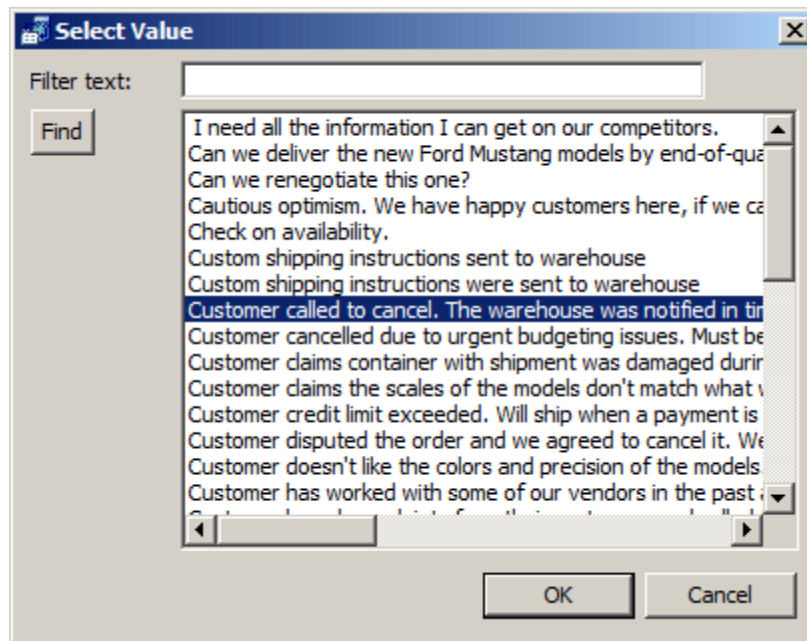 Select Value
Filter text:
Find
I need all the information I can get on our competitors.
Can we deliver the new Ford Mustang models by end-of-qua
Can we renegotiate this one?
Cautious optimism. We have happy customers here, if we ca
Check on availability.
Custom shipping instructions sent to warehouse
Custom shipping instructions were sent to warehouse
Customer called to cancel. The warehouse was notified in tir
Customer cancelled due to urgent budgeting issues. Must be
Customer claims container with shipment was damaged durin
Customer claims the scales of the models don't match what
Customer credit limit exceeded. Will ship when a payment is
Customer disputed the order and we agreed to cancel it. We
Customer doesn't like the colors and precision of the models.
Customer has worked with some of our vendors in the past
OK
Cancel